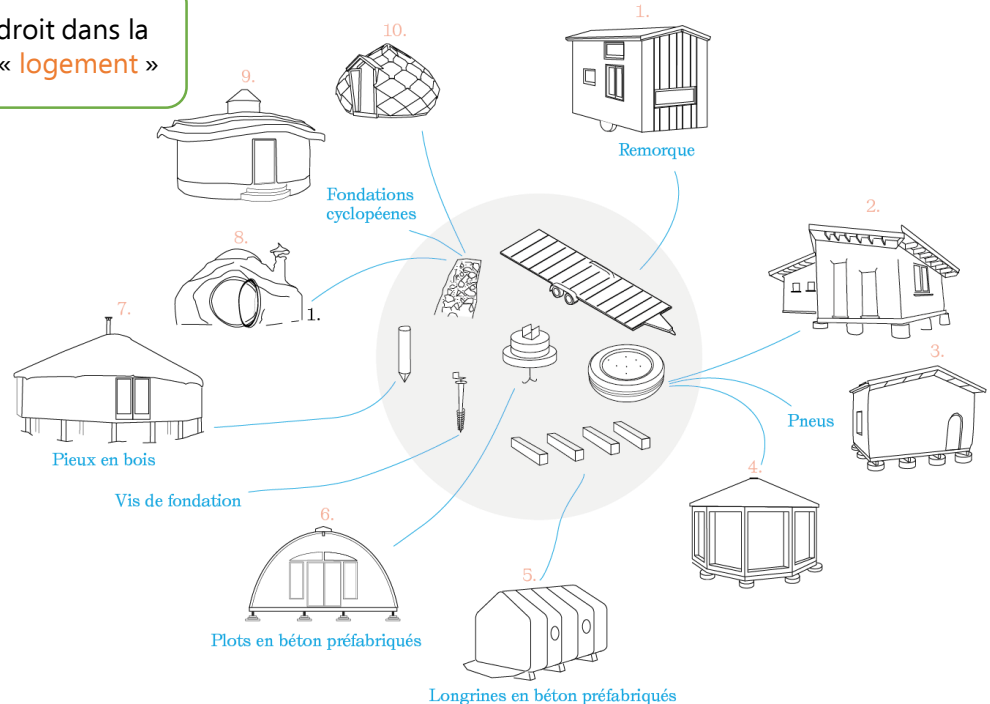 droit dans la
« logement »
10.
1.
9.
Remorque
Fondations
cyclopéenes
2.
8.
7.
1.
3.
Pneus
Pieux en bois
4.
Vis de fondation
6.
5.
Plots en béton préfabriqués
Longrines en béton préfabriqués